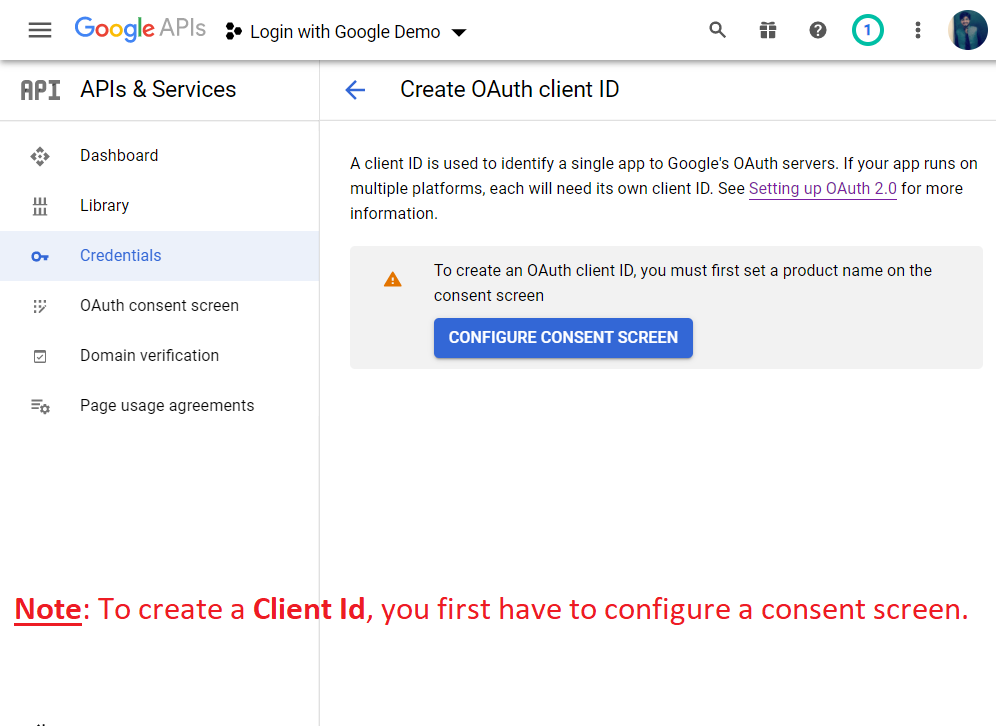 Google APIs
Login with Google Demo
1
API APIs & Services
Create OAuth client ID
Dashboard
Library
Credentials
OAuth consent screen
Domain verification
Page usage agreements
A client ID is used to identify a single app to Google's OAuth servers. If your app runs on
multiple platforms, each will need its own client ID. See Setting up OAuth 2.0 for more
information.
To create an OAuth client ID, you must first set a product name on the
consent screen
CONFIGURE CONSENT SCREEN
Note: To create a Client Id, you first have to configure a consent screen.